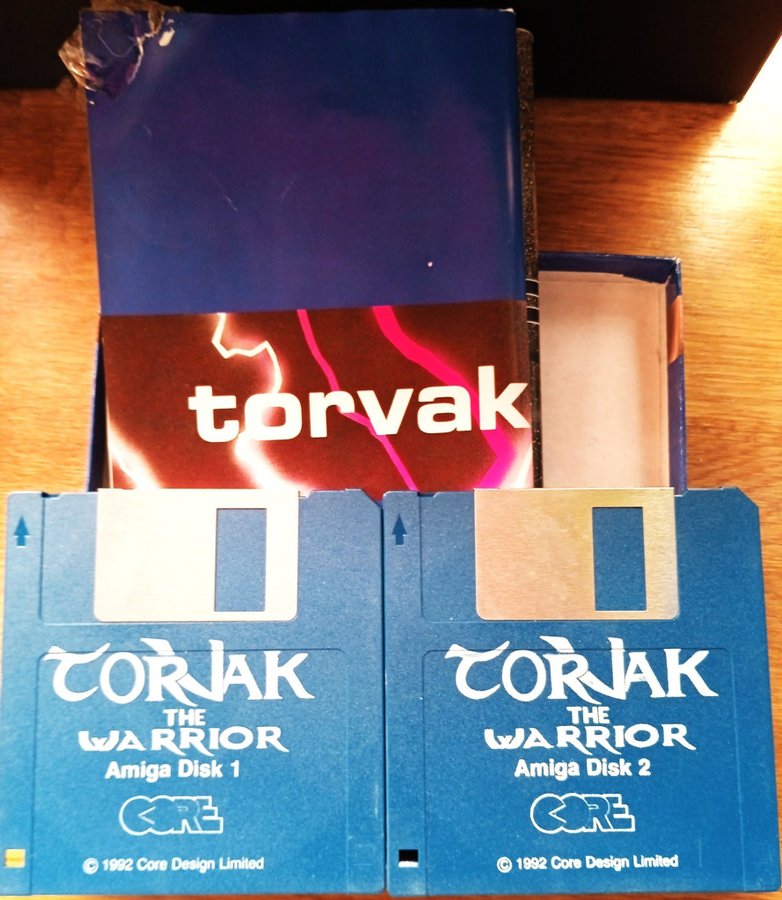 torvak
TORVAK
THE
WARRIOR
Amiga Disk 1
CORE
© 1992 Core Design Limited
TORVAK
THE
WARRIOR
Amiga Disk 2
CORE
© 1992 Core Design Limited